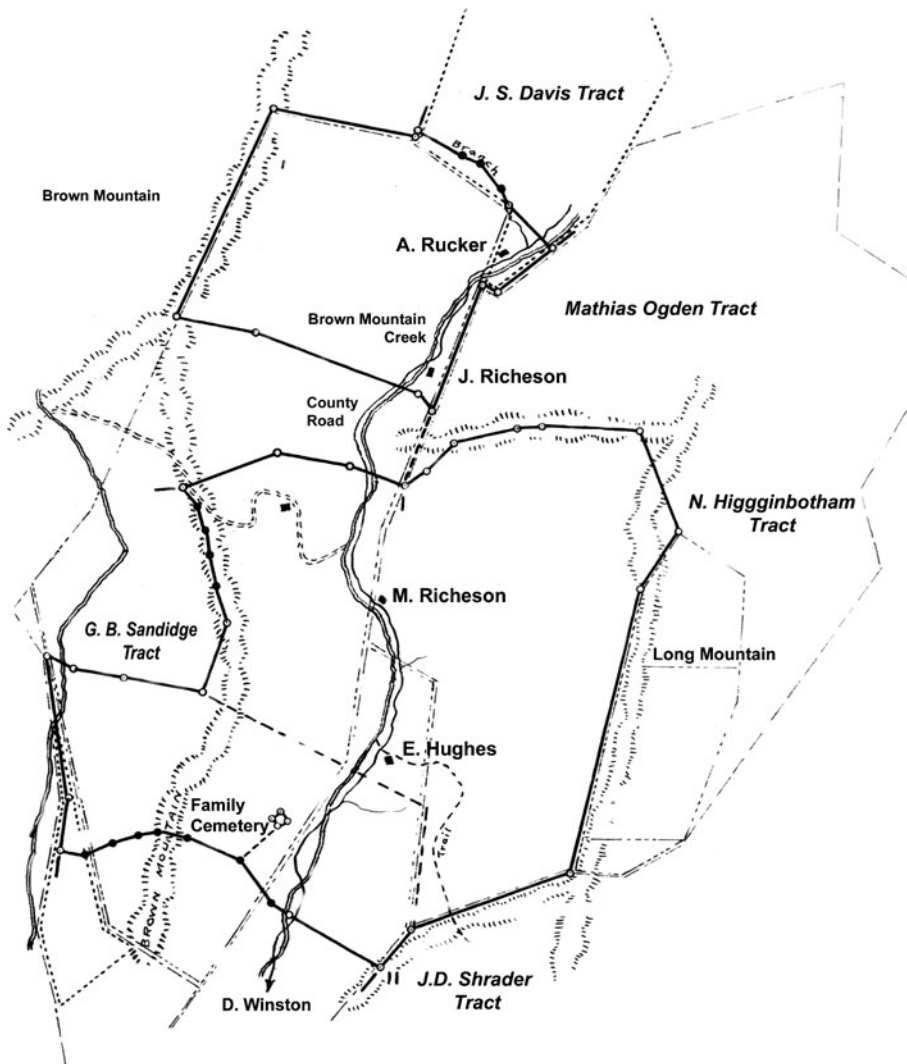 J. S. Davis Tract
Branch
Brown Mountain
A. Rucker
Mathias Ogden Tract
Brown Mountain
Creek
J. Richeson
County
Road
N. Higgginbotham
Tract
M. Richeson
G. B. Sandidge
Tract
Long Mountain
E. Hughes
Family
Cemetery
Trail
BROWN MOUNTAIN
J.D. Shrader
Tract
D. Winston